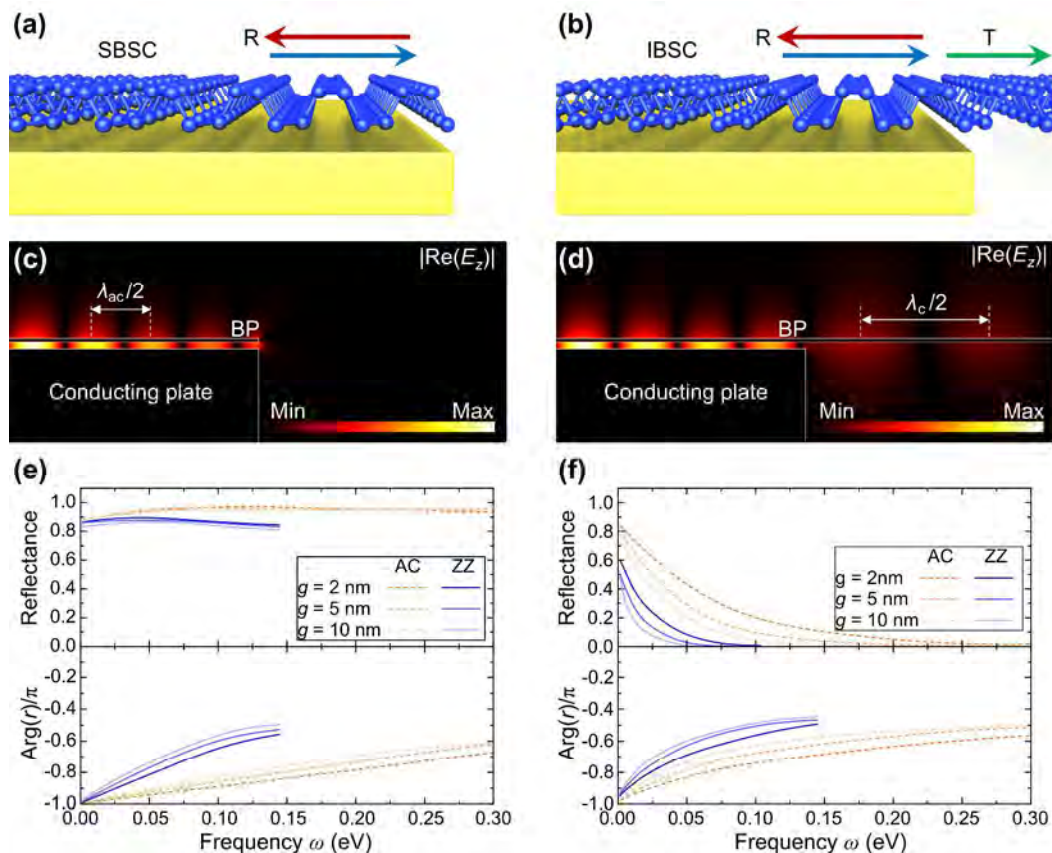 (a)
SBSC
R
(b)
IBSC
R
T
(c)
|Re(E_z)|
λ_ac/2
BP
Conducting plate
Min
Max
(d)
|Re(E_z)|
λ_c/2
BP
Conducting plate
Min
Max
(e)
Reflectance
1.0
0.8
0.6
0.4
0.2
0.0
AC ZZ
g = 2 nm
g = 5 nm
g = 10 nm
Arg(r)/π
-0.2
-0.4
-0.6
-0.8
-1.0
0.00 0.05 0.10 0.15 0.20 0.25 0.30
Frequency ω (eV)
(f)
Reflectance
1.0
0.8
0.6
0.4
0.2
0.0
AC ZZ
g = 2nm
g = 5 nm
g = 10 nm
Arg(r)/π
-0.2
-0.4
-0.6
-0.8
-1.0
0.00 0.05 0.10 0.15 0.20 0.25 0.30
Frequency ω (eV)